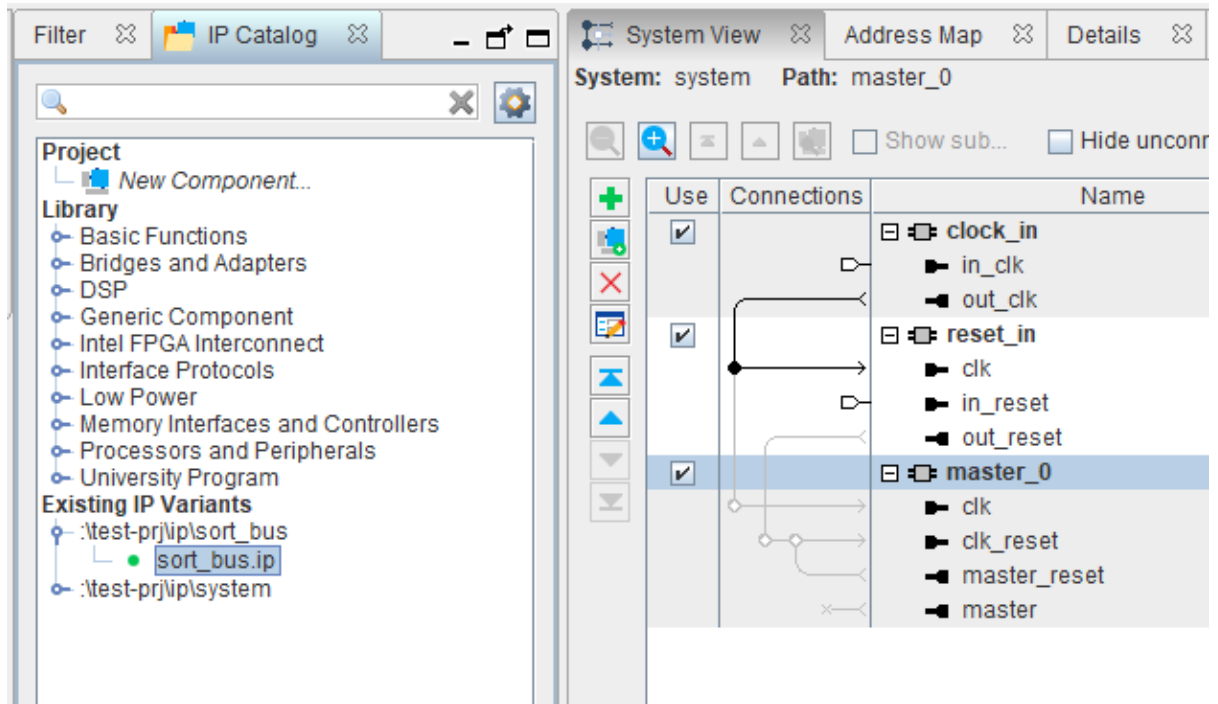 Filter
IP Catalog
Project
New Component...
Library
Basic Functions
Bridges and Adapters
DSP
Generic Component
Intel FPGA Interconnect
Interface Protocols
Low Power
Memory Interfaces and Controllers
Processors and Peripherals
University Program
Existing IP Variants
:\test-prj\ip\sort_bus
sort_bus.ip
:\test-prj\ip\system
System View
Address Map
Details
System: system Path: master_0
Show sub...
Hide unconn
Use
Connections
Name
clock_in
in_clk
out_clk
reset_in
clk
in_reset
out_reset
master_0
clk
clk_reset
master_reset
master